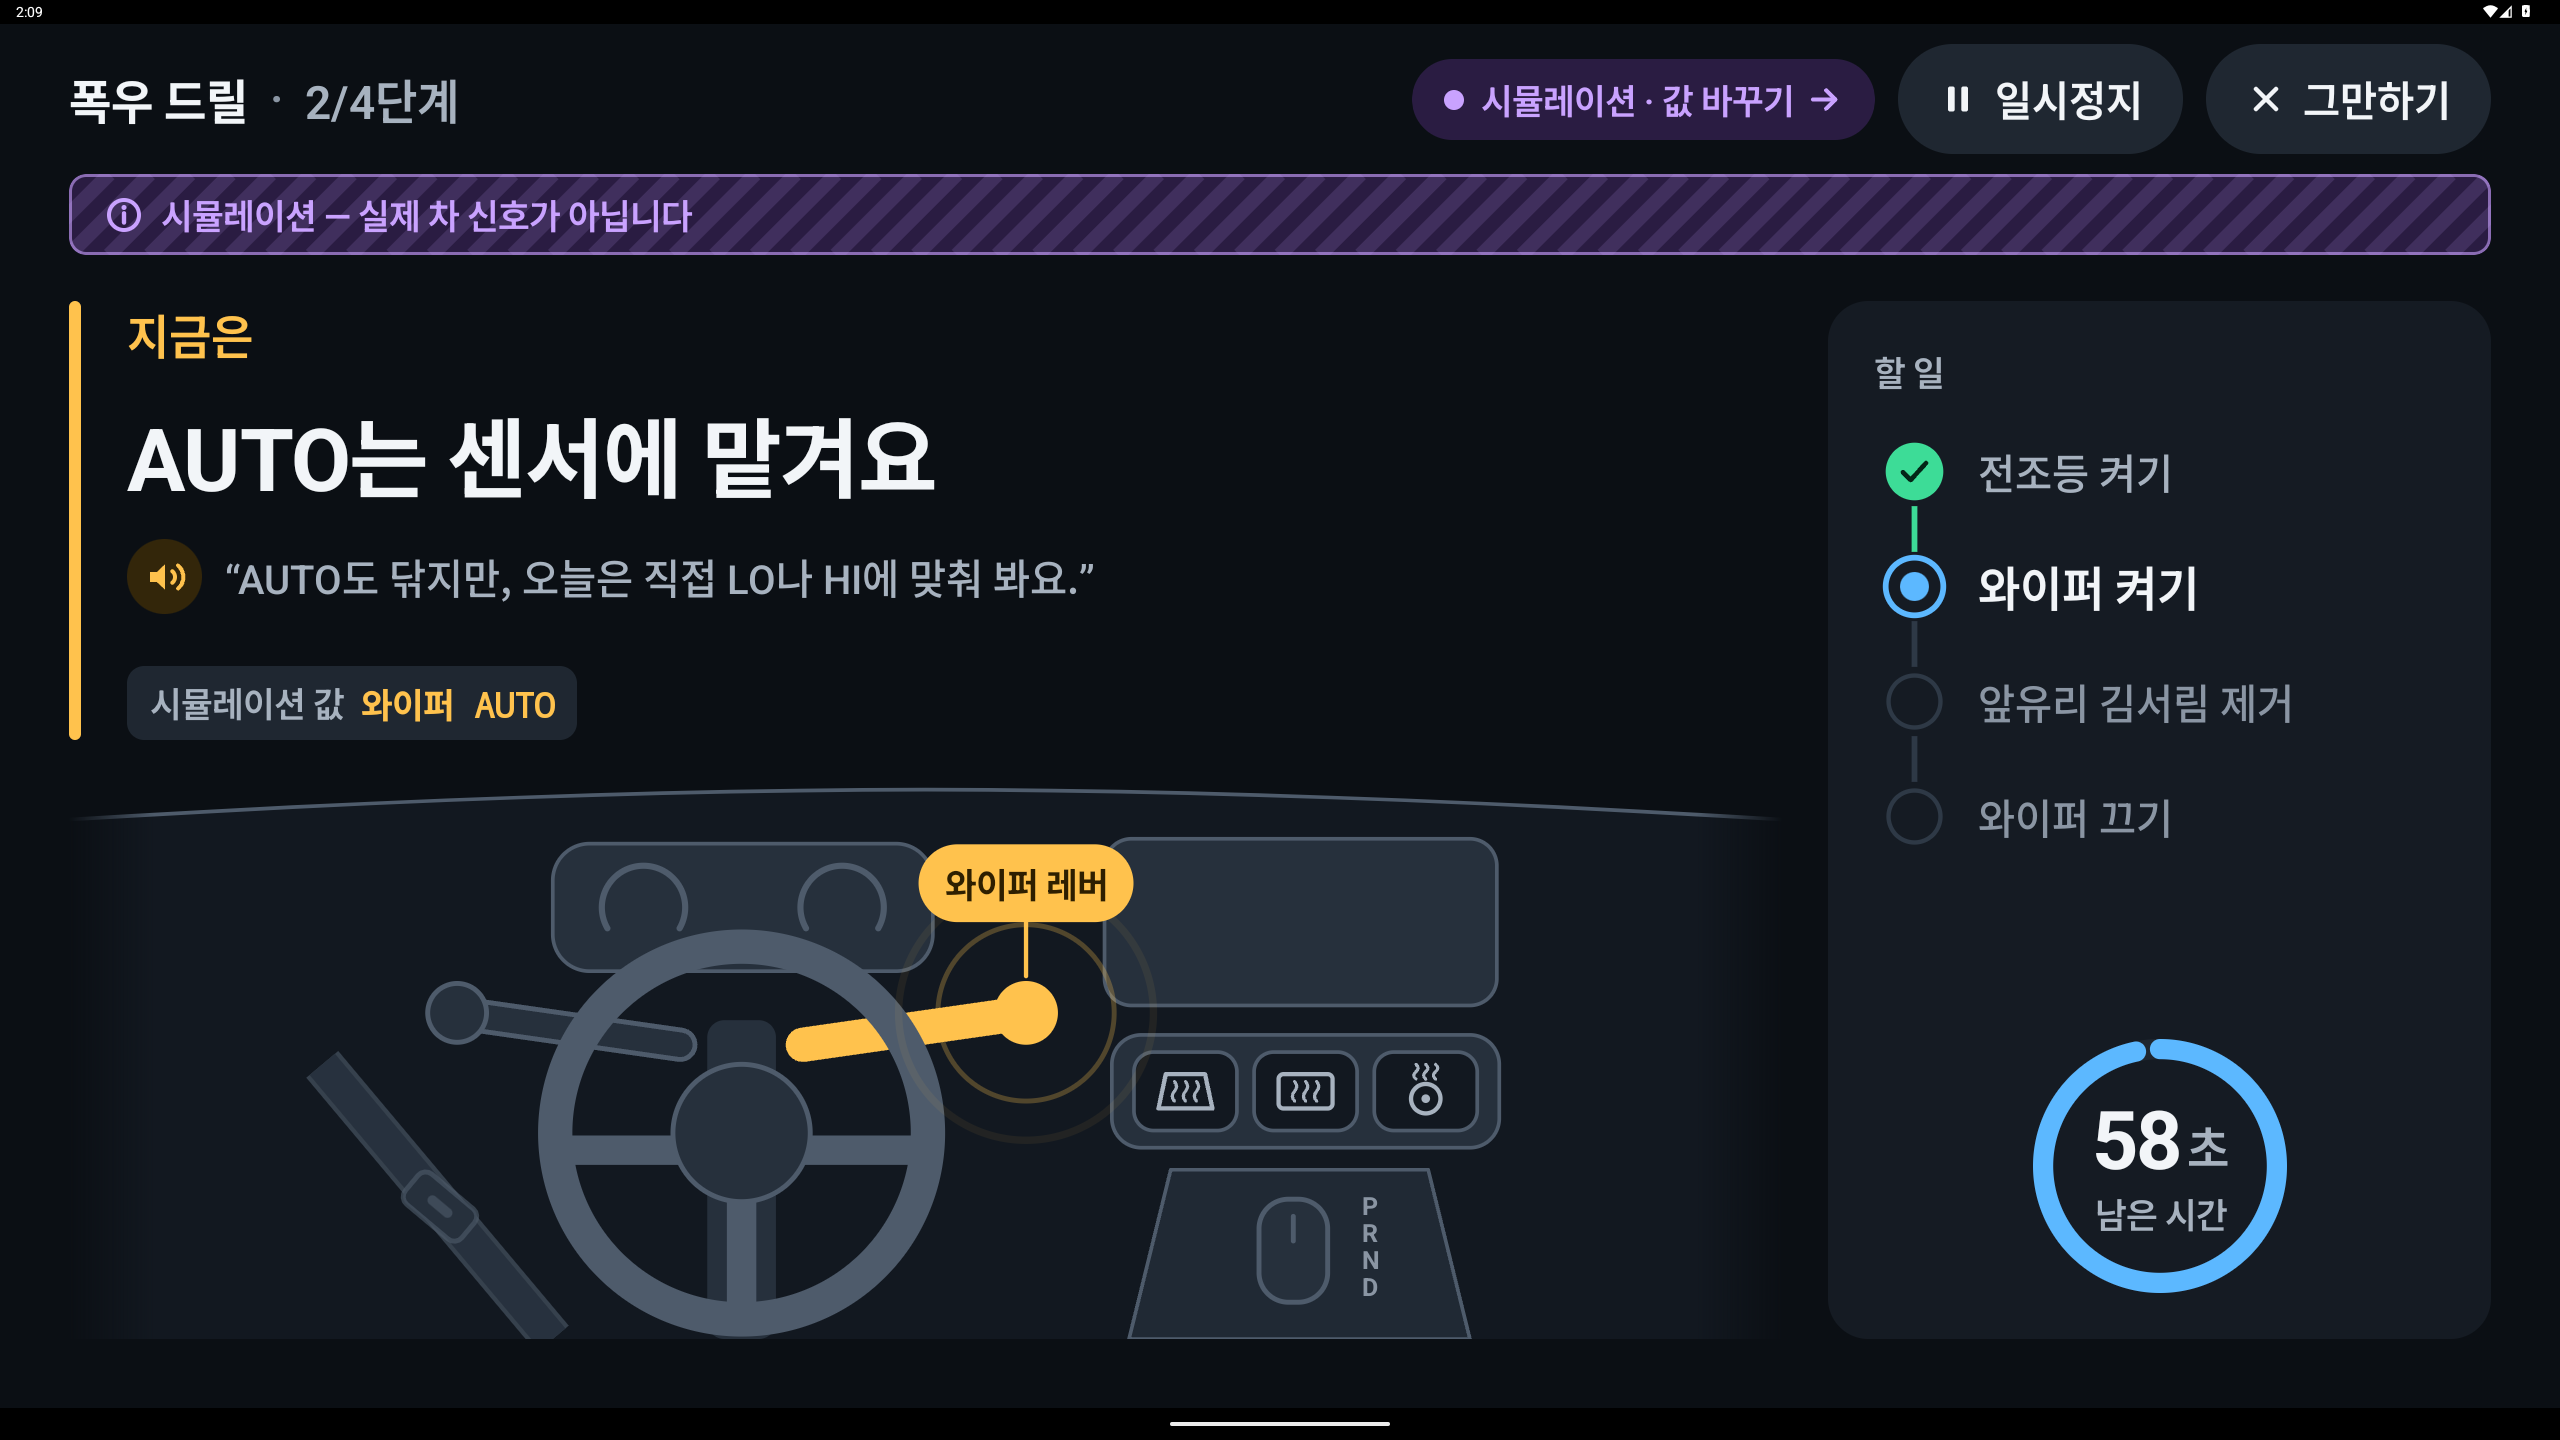 2:09
폭우 드릴 · 2/4단계
시뮬레이션 · 값 바꾸기 →
일시정지
그만하기
시뮬레이션 – 실제 차 신호가 아닙니다
지금은
AUTO는 센서에 맡겨요
“AUTO도 닦지만, 오늘은 직접 LO나 HI에 맞춰 봐요.”
시뮬레이션 값 와이퍼 AUTO
와이퍼 레버
P
R
N
D
할 일
전조등 켜기
와이퍼 켜기
앞유리 김서림 제거
와이퍼 끄기
58초
남은 시간